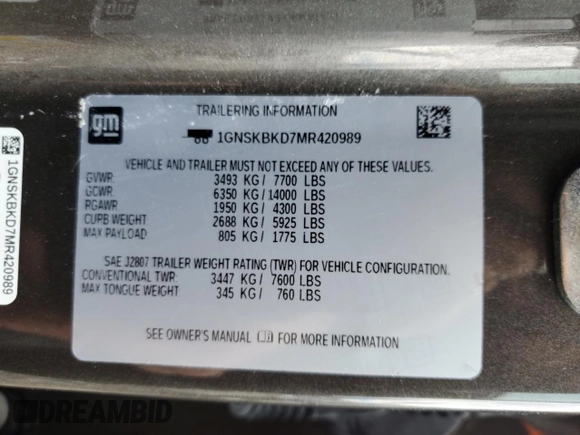 gm
TRAILERING INFORMATION
1GNSKBKD7MR420989
VEHICLE AND TRAILER MUST NOT EXCEED ANY OF THESE VALUES.
GVWR: 3493 KG/ 7700 LBS
GCWR: 6350 KG/ 14000 LBS
RGAWR: 1950 KG/ 4300 LBS
CURB WEIGHT 2688 KG/ 5925 LBS
MAX PAYLOAD 805 KG/ 1775 LBS
SAE J2807 TRAILER WEIGHT RATING (TWR) FOR VEHICLE CONFIGURATION.
CONVENTIONAL TWR: 3447 KG/ 7600 LBS
MAX TONGUE WEIGHT 345 KG/ 760 LBS
SEE OWNER'S MANUAL FOR MORE INFORMATION
1GNSKBKD7MR420989
DREAMBID